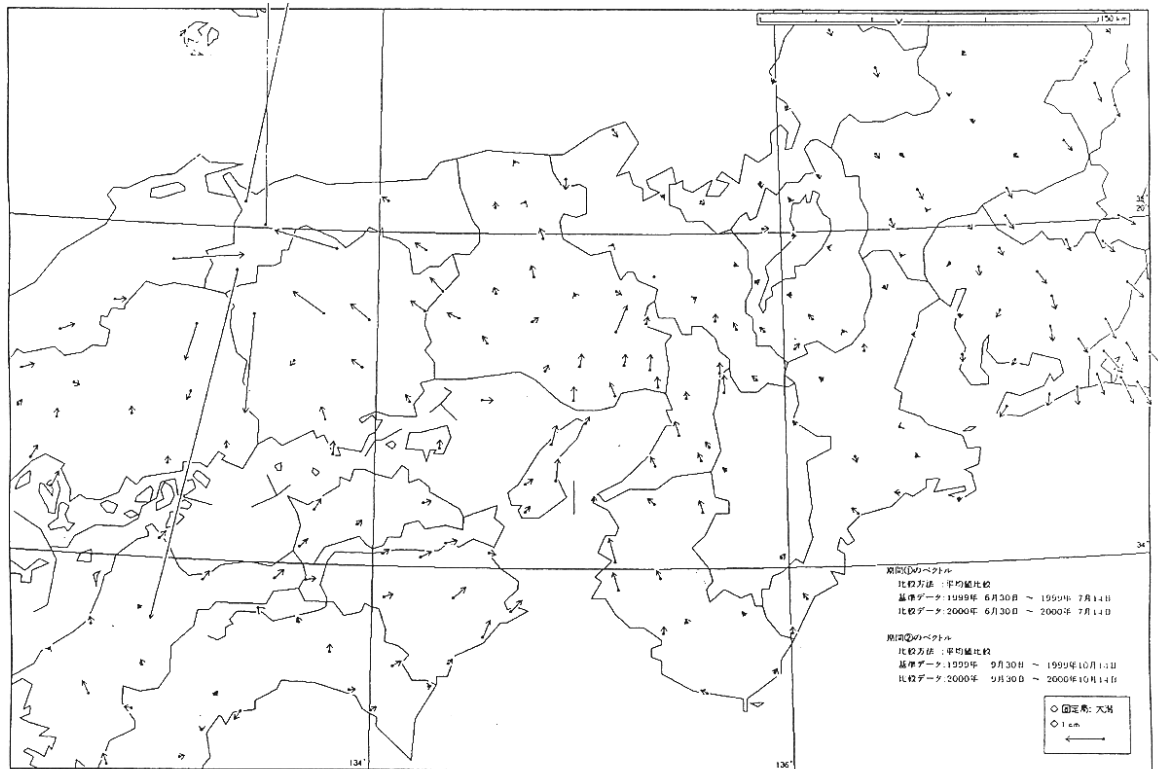 150 km
35°
20'
34°
期間①のベクトル
比較方法 : 平均値比較
基準データ:1999年 6月30日 ～ 1999年 7月14日
比較データ:2000年 6月30日 ～ 2000年 7月14日
期間②のベクトル
比較方法 : 平均値比較
基準データ:1999年 9月30日 ～ 1999年10月14日
比較データ:2000年 9月30日 ～ 2000年10月14日
◇ 固定局: 大潟
◇ 1 cm
134°
136°